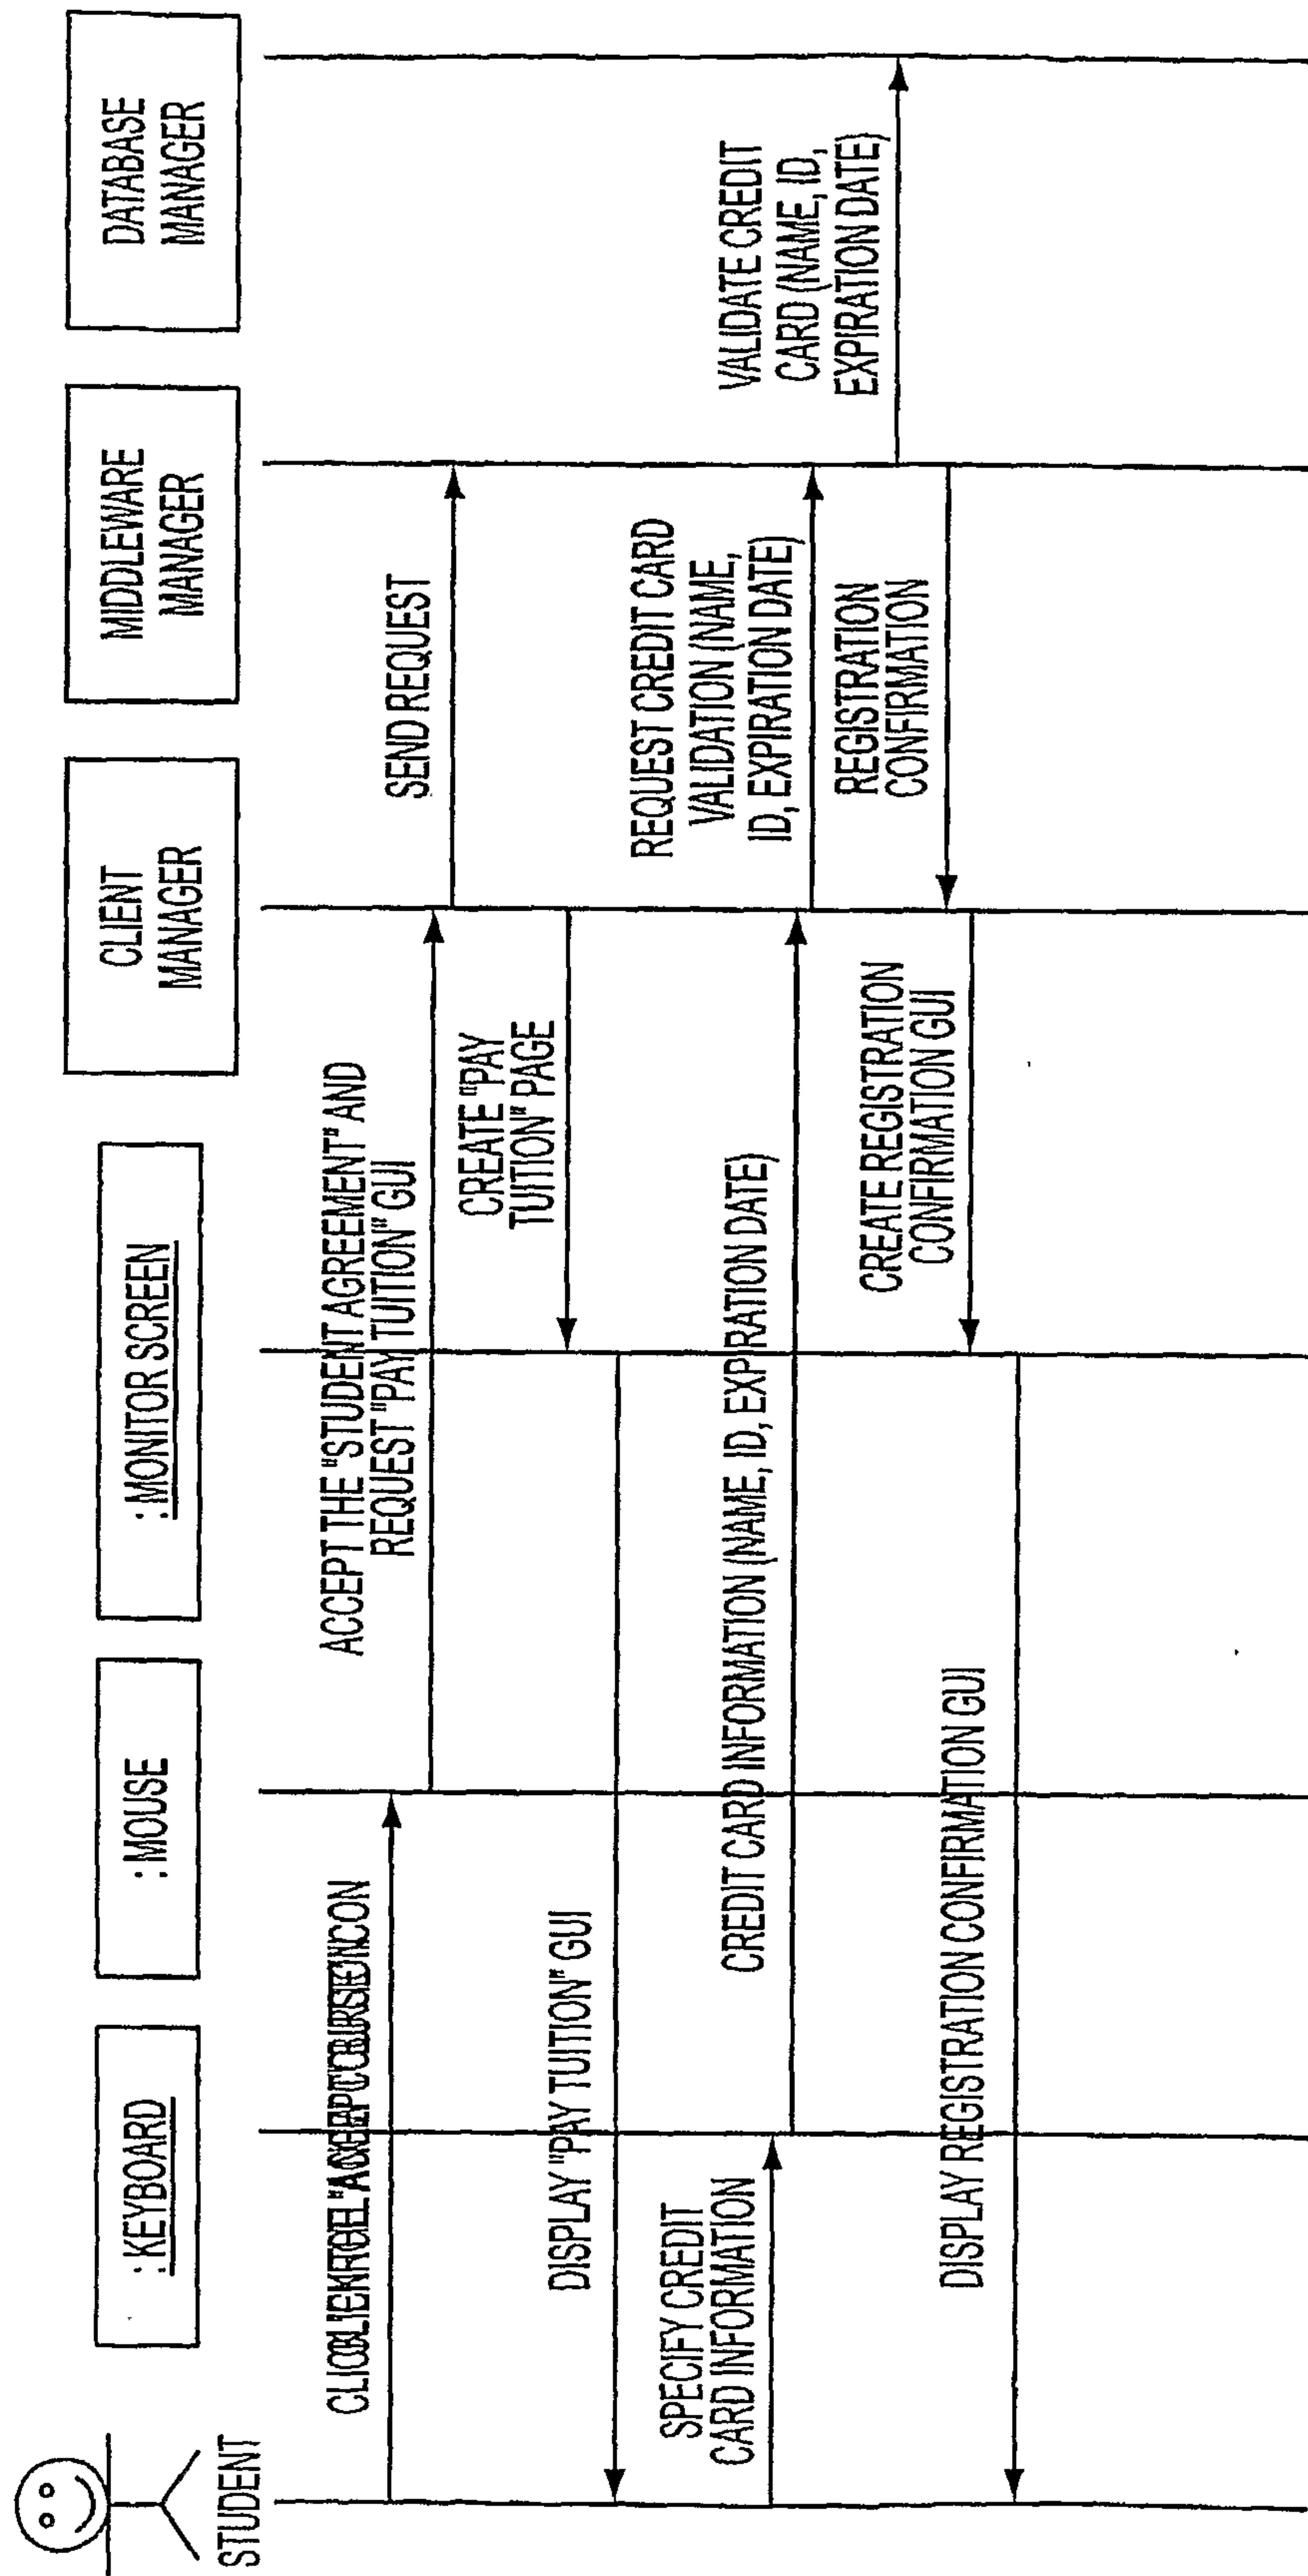 STUDENT
: KEYBOARD
: MOUSE
: MONITOR SCREEN
CLIENT
MANAGER
MIDDLEWARE
MANAGER
DATABASE
MANAGER
ACCEPT THE "STUDENT AGREEMENT" AND
REQUEST "PAY TUITION" GUI
SEND REQUEST
CREATE "PAY
TUITION" PAGE
DISPLAY "PAY TUITION" GUI
SPECIFY CREDIT
CARD INFORMATION
CREDIT CARD INFORMATION (NAME, ID, EXPIRATION DATE)
REQUEST CREDIT CARD
VALIDATION (NAME,
ID, EXPIRATION DATE)
VALIDATE CREDIT
CARD (NAME, ID,
EXPIRATION DATE)
REGISTRATION
CONFIRMATION
CREATE REGISTRATION
CONFIRMATION GUI
DISPLAY REGISTRATION CONFIRMATION GUI